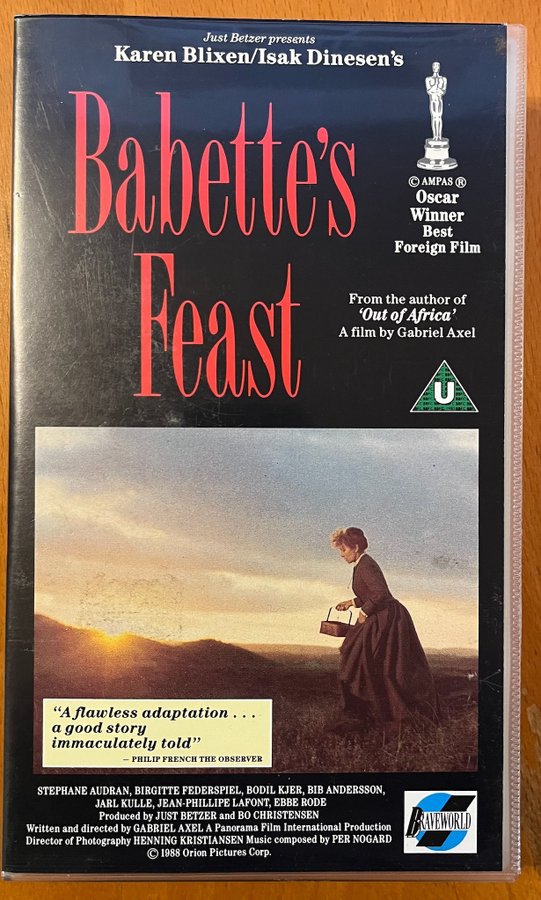 Just Betzer presents
Karen Blixen/Isak Dinesen's
Babette's
Feast
© AMPAS ®
Oscar
Winner
Best
Foreign Film
From the author of
'Out of Africa'
A film by Gabriel Axel
U
"A flawless adaptation . . .
a good story
immaculately told"
– PHILIP FRENCH THE OBSERVER
STEPHANE AUDRAN, BIRGITTE FEDERSPIEL, BODIL KJER, BIB ANDERSSON,
JARL KULLE, JEAN-PHILLIPE LAFONT, EBBE RODE
Produced by JUST BETZER and BO CHRISTENSEN
Written and directed by GABRIEL AXEL A Panorama Film International Production
Director of Photography HENNING KRISTIANSEN Music composed by PER NOGARD
© 1988 Orion Pictures Corp.
BRAVEWORLD